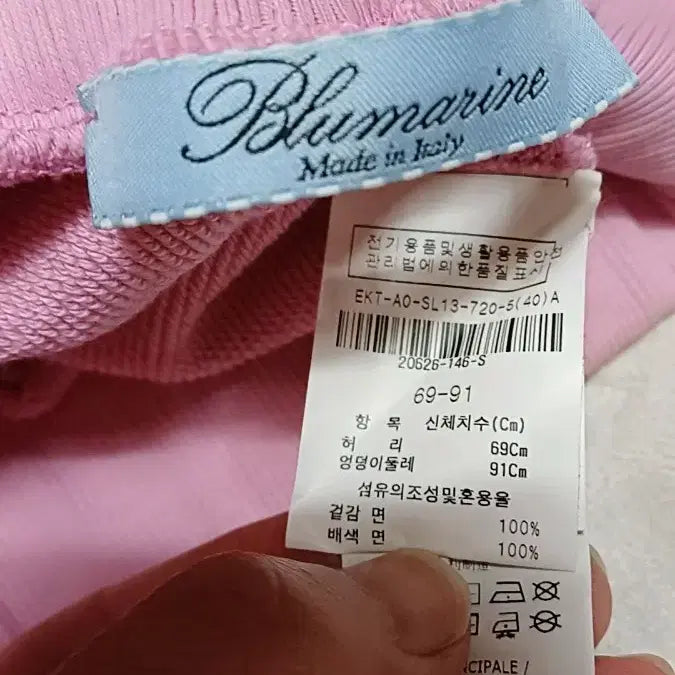 Blumarine
Made in Italy
전기용품및생활용품안전
관리법에의한품질표시
EKT-A0-SL13-720-5(40)A
20626-146-S
69-91
항 목 신체치수(Cm)
허 리 69Cm
엉덩이둘레 91Cm
섬유의조성및혼용율
겉감 면 100%
배색 면 100%
CIPALE /